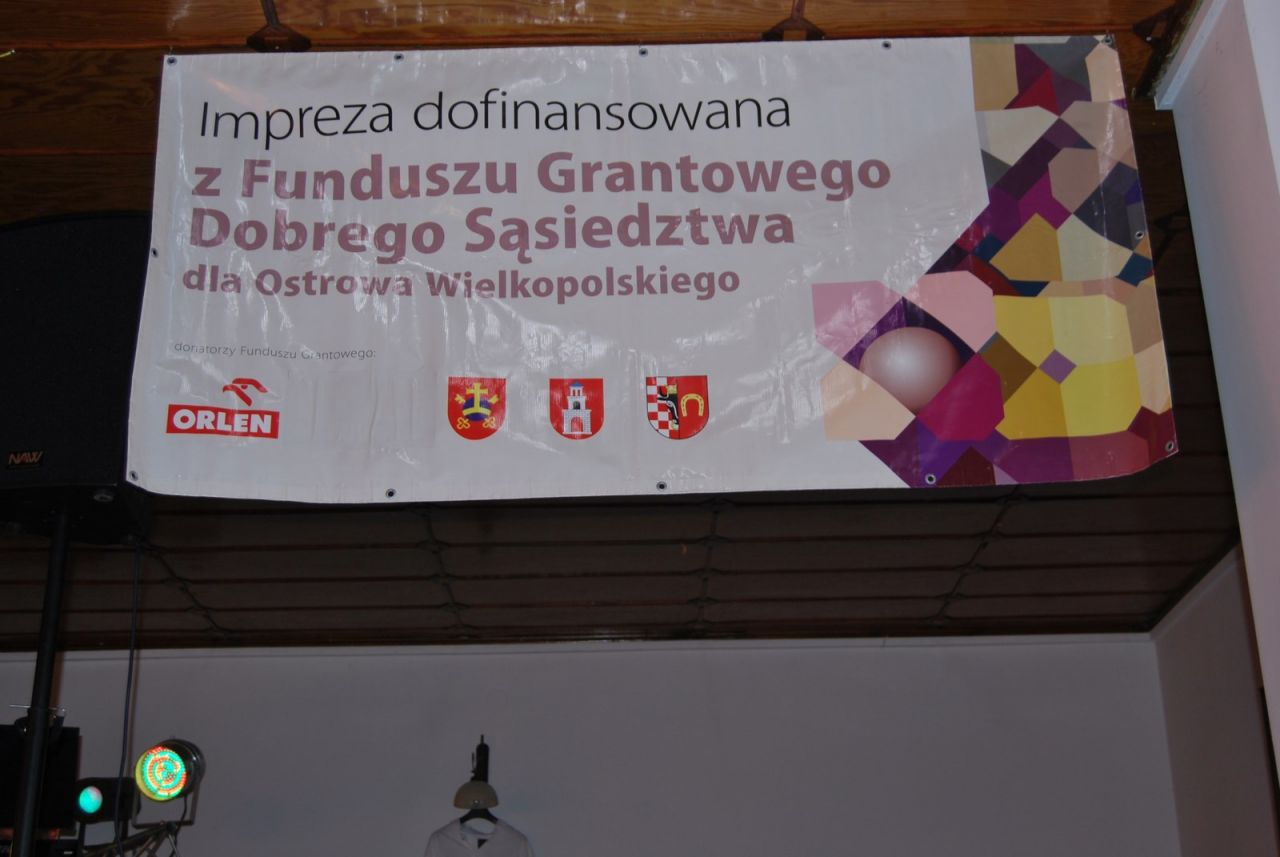 Impreza dofinansowana
z Funduszu Grantowego
Dobrego Sąsiedztwa
dla Ostrowa Wielkopolskiego
donatorzy Funduszu Grantowego:
ORLEN
NAW